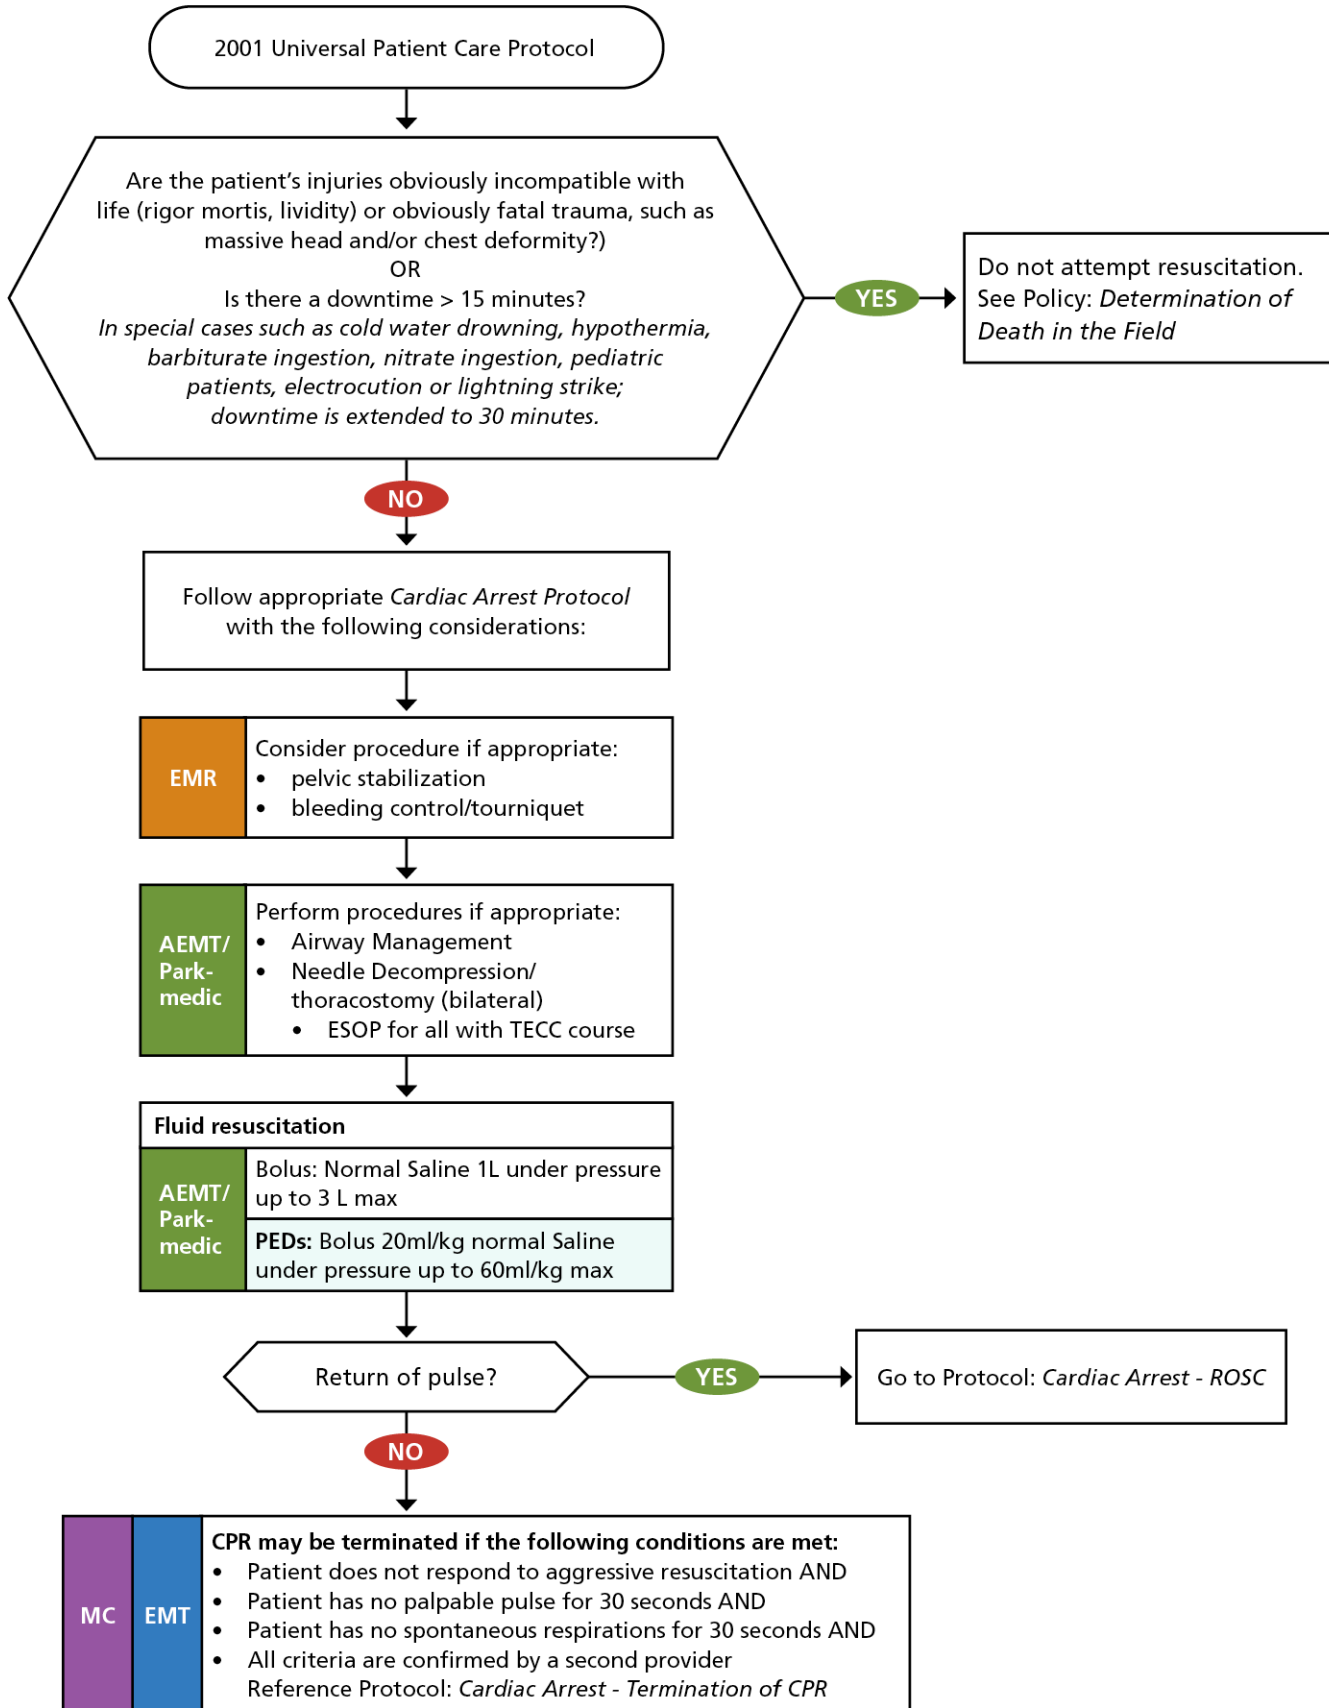 2001 Universal Patient Care Protocol
Are the patient’s injuries obviously incompatible with
life (rigor mortis, lividity) or obviously fatal trauma, such as
massive head and/or chest deformity?)
OR
Is there a downtime > 15 minutes?
In special cases such as cold water drowning, hypothermia,
barbiturate ingestion, nitrate ingestion, pediatric
patients, electrocution or lightning strike;
downtime is extended to 30 minutes.
YES
Do not attempt resuscitation.
See Policy: Determination of
Death in the Field
NO
Follow appropriate Cardiac Arrest Protocol
with the following considerations:
EMR
Consider procedure if appropriate:
• pelvic stabilization
• bleeding control/tourniquet
AEMT/
Park-
medic
Perform procedures if appropriate:
• Airway Management
• Needle Decompression/
thoracostomy (bilateral)
• ESOP for all with TECC course
Fluid resuscitation
AEMT/
Park-
medic
Bolus: Normal Saline 1L under pressure
up to 3 L max
PEDs: Bolus 20ml/kg normal Saline
under pressure up to 60ml/kg max
Return of pulse?
YES
Go to Protocol: Cardiac Arrest - ROSC
NO
MC
EMT
CPR may be terminated if the following conditions are met:
• Patient does not respond to aggressive resuscitation AND
• Patient has no palpable pulse for 30 seconds AND
• Patient has no spontaneous respirations for 30 seconds AND
• All criteria are confirmed by a second provider
Reference Protocol: Cardiac Arrest - Termination of CPR